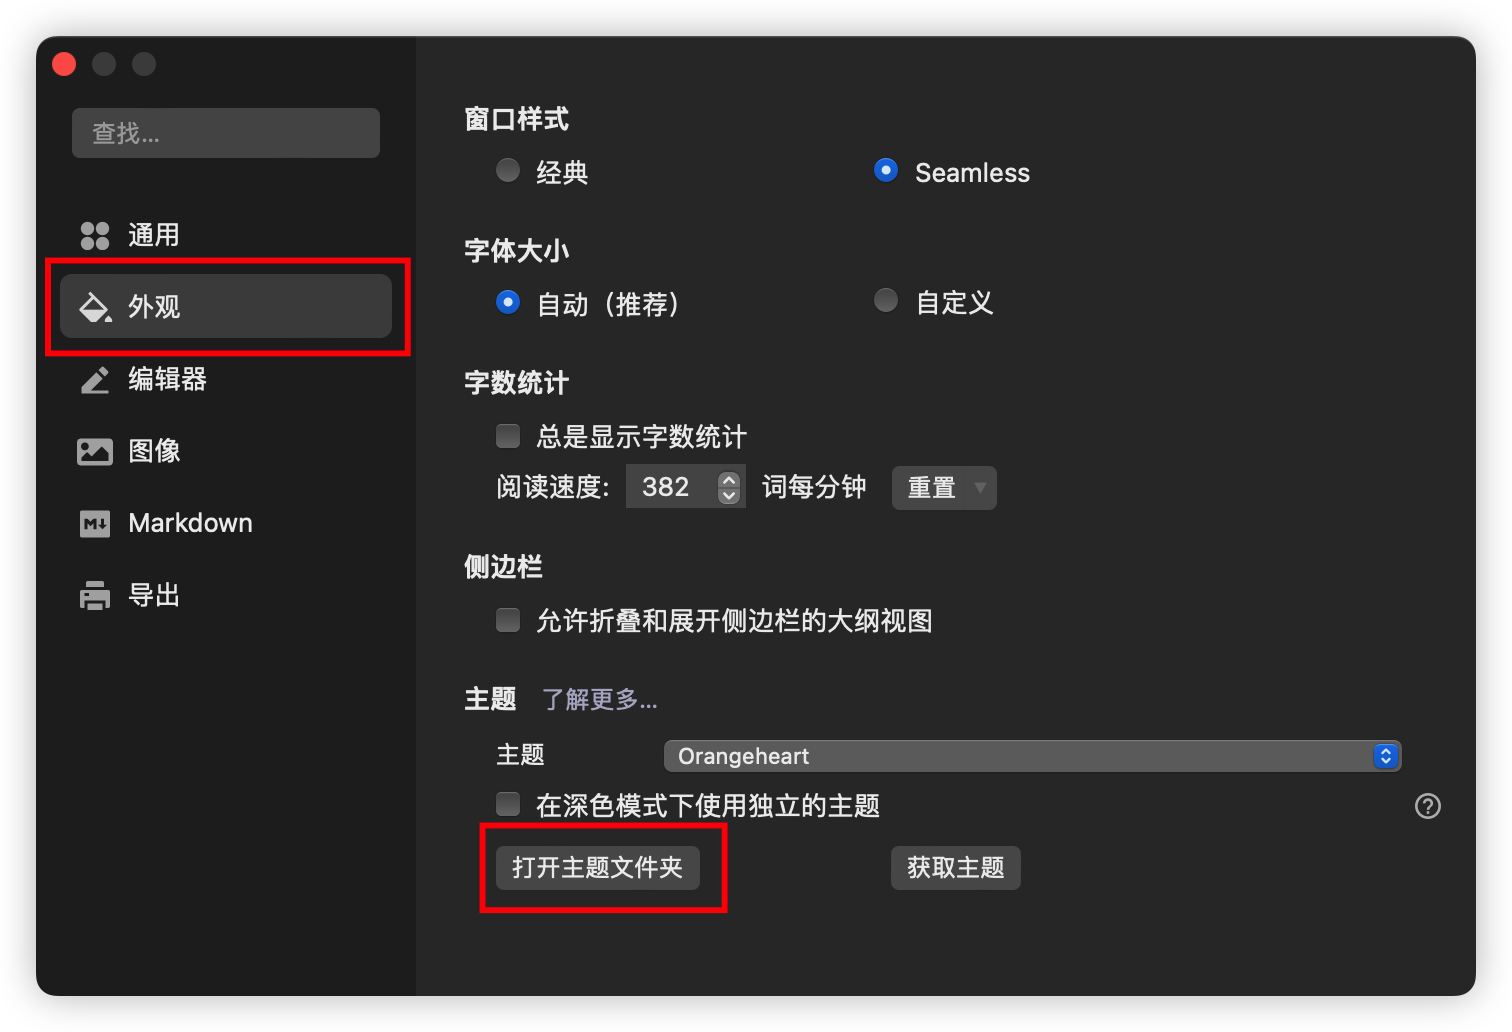 查找...
通用
外观
编辑器
图像
Markdown
导出
窗口样式
经典
Seamless
字体大小
自动（推荐）
自定义
字数统计
总是显示字数统计
阅读速度: 382 词每分钟 重置
侧边栏
允许折叠和展开侧边栏的大纲视图
主题 了解更多...
主题 Orangeheart
在深色模式下使用独立的主题
打开主题文件夹
获取主题